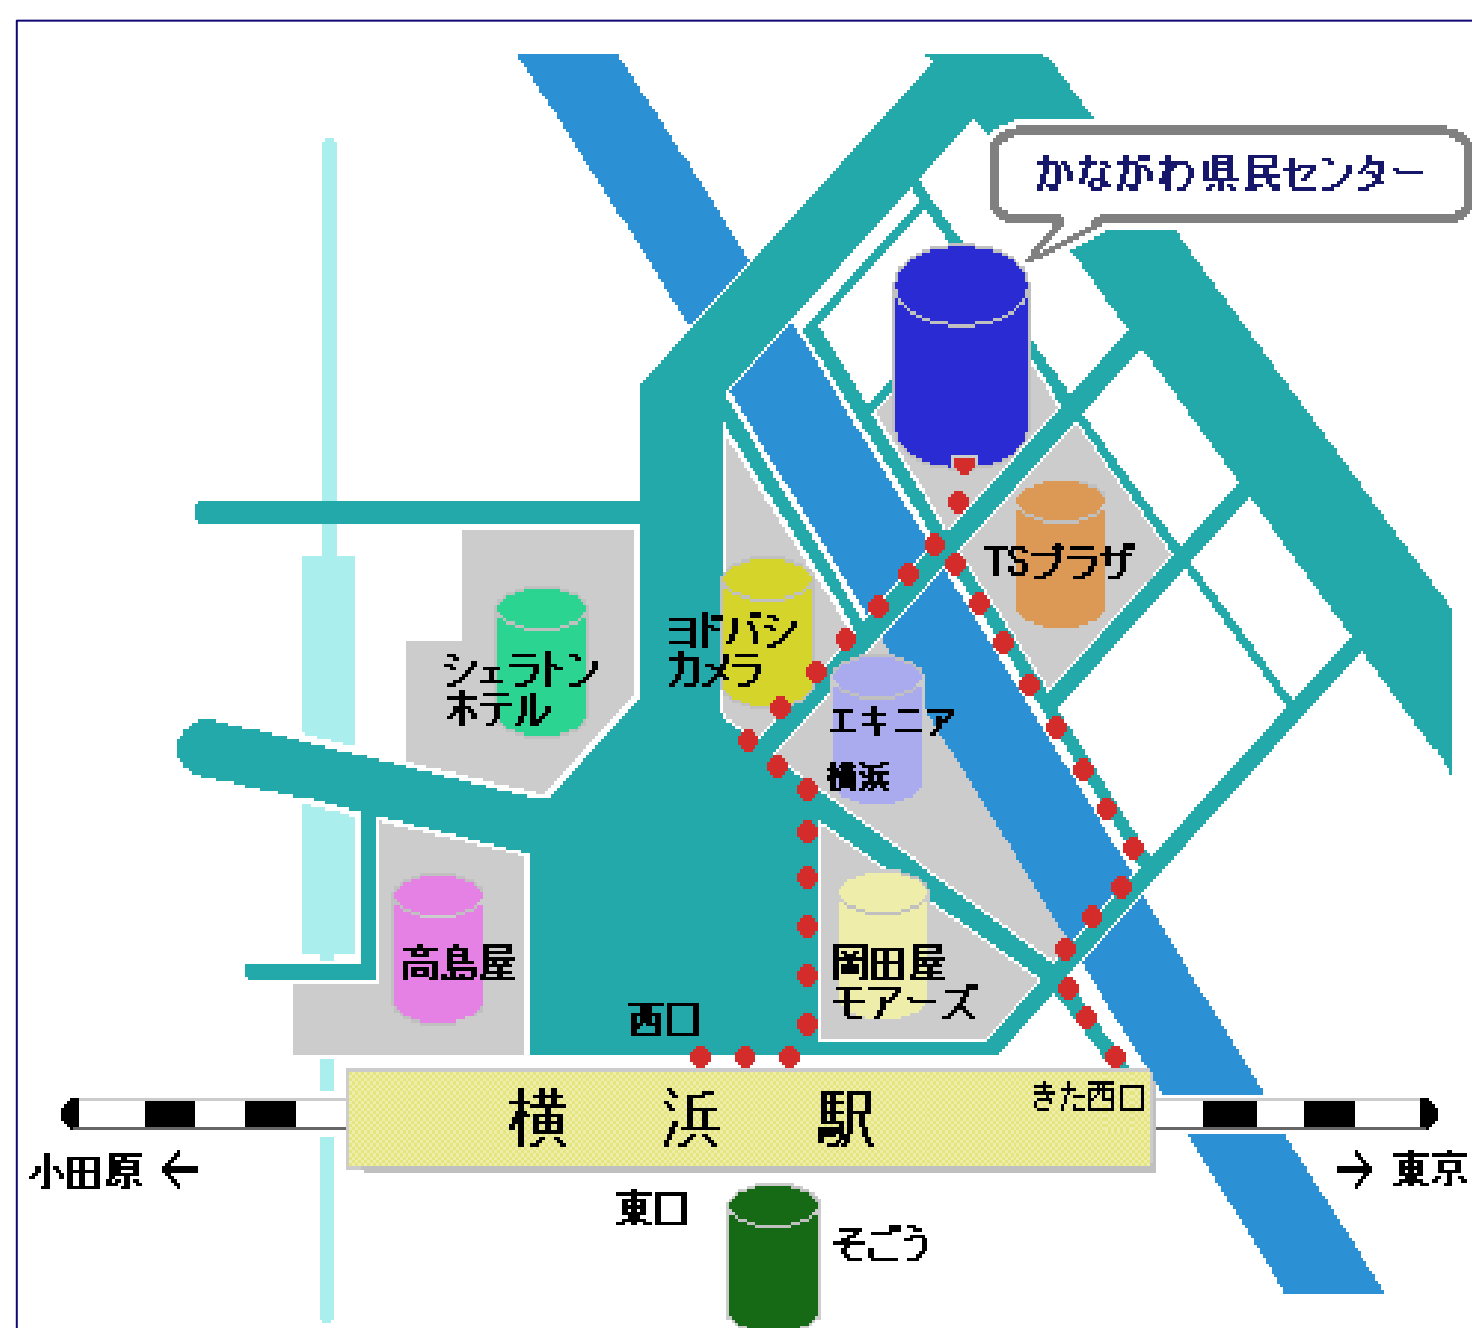 かながわ県民センター
TSプラザ
ヨドバシ
カメラ
シェラトン
ホテル
エキニア
横浜
高島屋
岡田屋
モアーズ
西口
きた西口
横浜駅
小田原 ←
→ 東京
東口
そごう